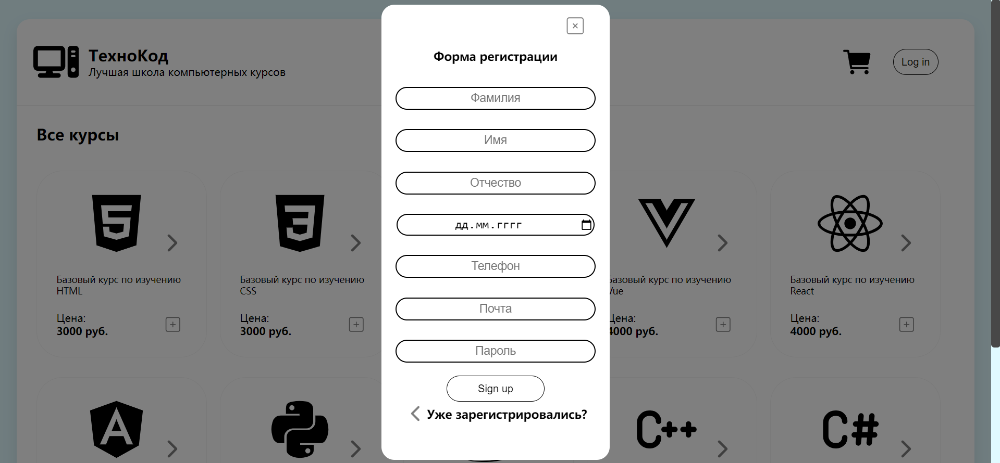 ТехноКод
Лучшая школа компьютерных курсов
Log in
Все курсы
Базовый курс по изучению
HTML
Цена:
3000 руб.
Базовый курс по изучению
CSS
Цена:
3000 руб.
Форма регистрации
Фамилия
Имя
Отчество
дд.мм.гггг
Телефон
Почта
Пароль
Sign up
Уже зарегистрировались?
Базовый курс по изучению
Vue
Цена:
4000 руб.
Базовый курс по изучению
React
Цена:
4000 руб.
C++
C#